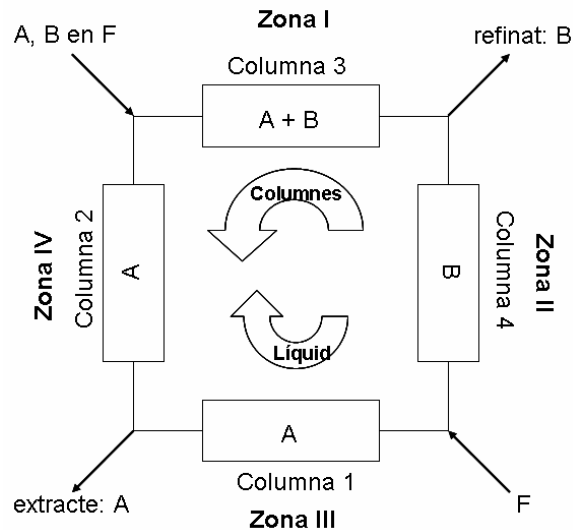 Zona I
A, B en F
refinat: B
Columna 3
A + B
Columnes
Zona IV
Columna 2
A
B
Columna 4
Zona II
Líquid
A
Columna 1
extracte: A
F
Zona III